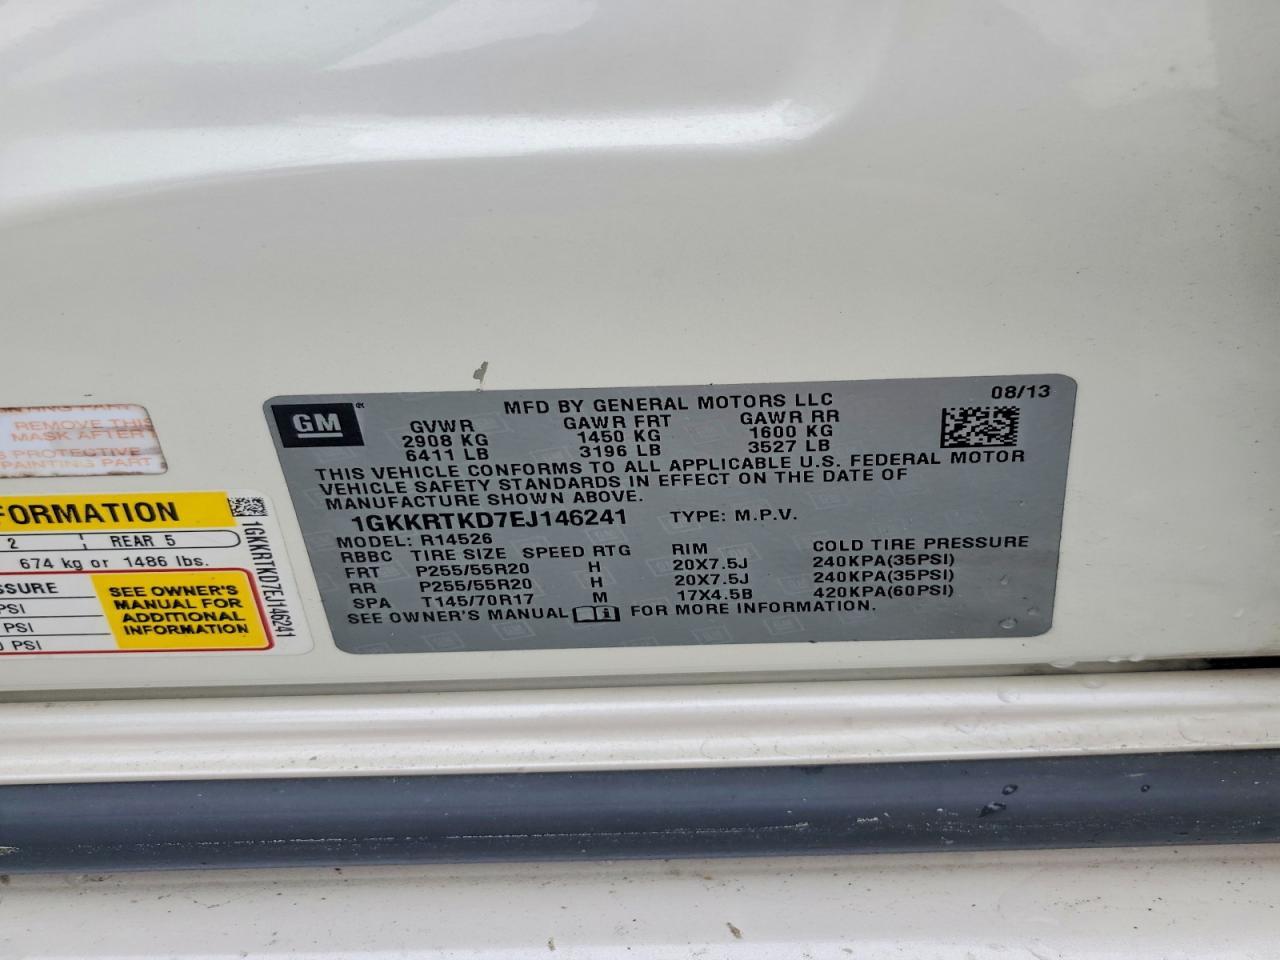 MFD BY GENERAL MOTORS LLC 08/13
GM
GVWR GAWR FRT GAWR RR
2908 KG 1450 KG 1600 KG
6411 LB 3196 LB 3527 LB
THIS VEHICLE CONFORMS TO ALL APPLICABLE U.S. FEDERAL MOTOR
VEHICLE SAFETY STANDARDS IN EFFECT ON THE DATE OF
MANUFACTURE SHOWN ABOVE.
1GKKRTKD7EJ146241 TYPE: M.P.V.
MODEL: R14526
RBBC TIRE SIZE SPEED RTG RIM COLD TIRE PRESSURE
FRT P255/55R20 H 20X7.5J 240KPA(35PSI)
RR P255/55R20 H 20X7.5J 240KPA(35PSI)
SPA T145/70R17 M 17X4.5B 420KPA(60PSI)
SEE OWNER'S MANUAL FOR MORE INFORMATION.
REMOVE THIS
MASK AFTER
PROTECTIVE
PAINTING PART
FORMATION
2 REAR 5
674 kg or 1486 lbs.
SURE
PSI
PSI
PSI
SEE OWNER'S
MANUAL FOR
ADDITIONAL
INFORMATION
1GKKRTKD7EJ146241